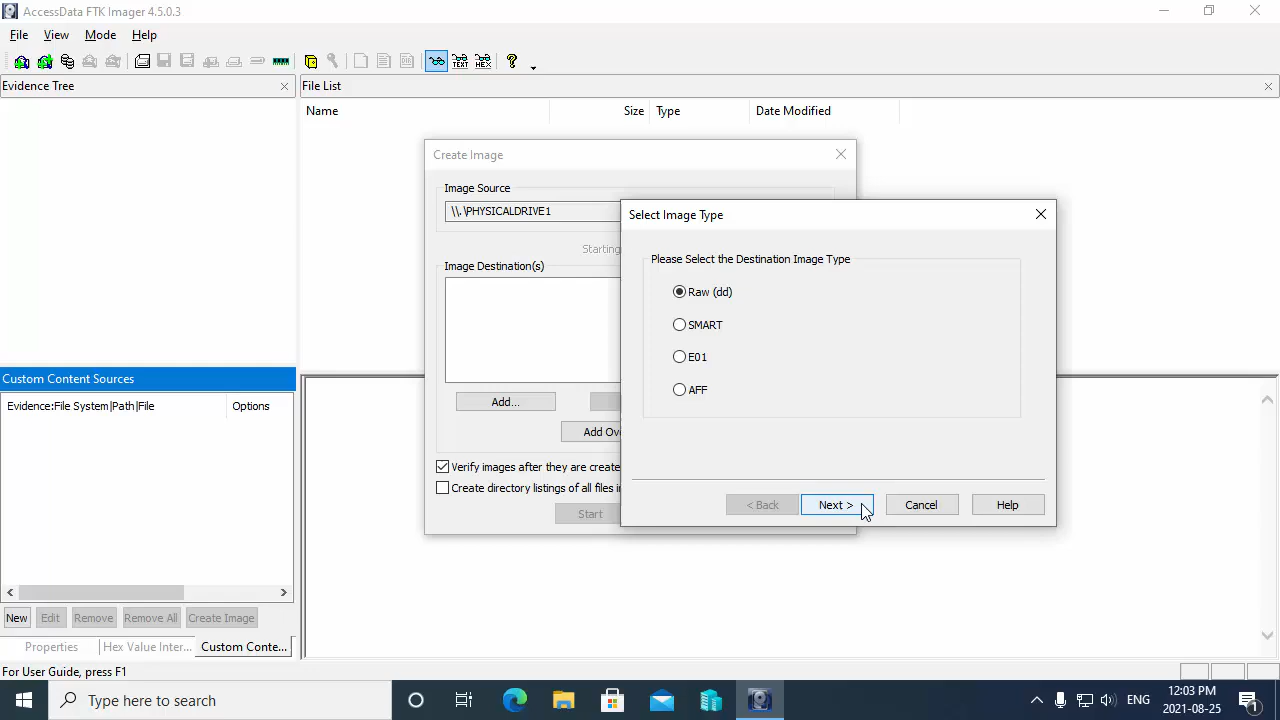 AccessData FTK Imager 4.5.0.3
File View Mode Help
TEXT HEX ?
Evidence Tree
File List
Name Size Type Date Modified
Create Image
Image Source
\\.\PHYSICALDRIVE1
Starting
Image Destination(s)
Add...
Add Ov
Verify images after they are create
Create directory listings of all files i
Start
Select Image Type
Please Select the Destination Image Type
Raw (dd)
SMART
E01
AFF
< Back Next > Cancel Help
Custom Content Sources
Evidence:File System|Path|File Options
New Edit Remove Remove All Create Image
Properties Hex Value Inter... Custom Conte...
For User Guide, press F1
Type here to search
ENG
12:03 PM
2021-08-25
1